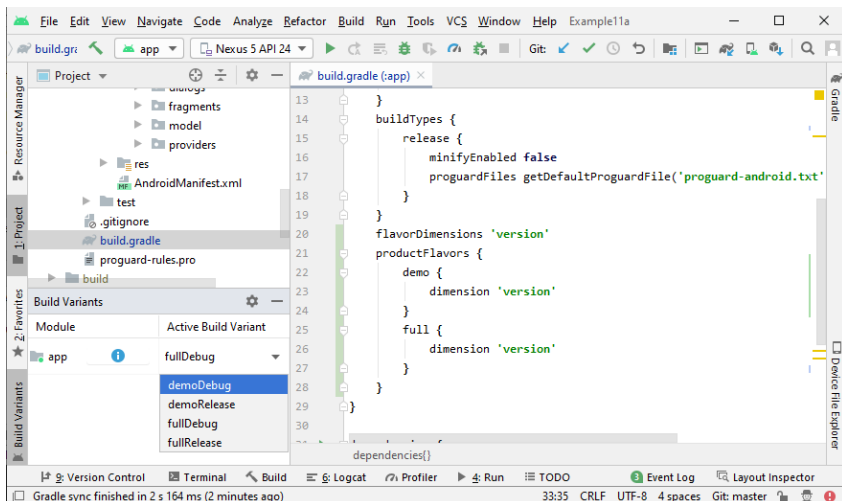 File Edit View Navigate Code Analyze Refactor Build Run Tools VCS Window Help Example11a
build.gra app Nexus 5 API 24 Git:
Resource Manager
1: Project
2: Favorites
Build Variants
Project
dialogs
fragments
model
providers
res
AndroidManifest.xml
test
.gitignore
build.gradle
proguard-rules.pro
build
Build Variants
Module Active Build Variant
app fullDebug
demoDebug
demoRelease
fullDebug
fullRelease
build.gradle (:app)
13 }
14 buildTypes {
15 release {
16 minifyEnabled false
17 proguardFiles getDefaultProguardFile('proguard-android.txt'
18 }
19 }
20 flavorDimensions 'version'
21 productFlavors {
22 demo {
23 dimension 'version'
24 }
25 full {
26 dimension 'version'
27 }
28 }
29 }
30
dependencies{}
Gradle
Device File Explorer
9: Version Control Terminal Build 6: Logcat Profiler 4: Run TODO Event Log Layout Inspector
Gradle sync finished in 2 s 164 ms (2 minutes ago) 33:35 CRLF UTF-8 4 spaces Git: master